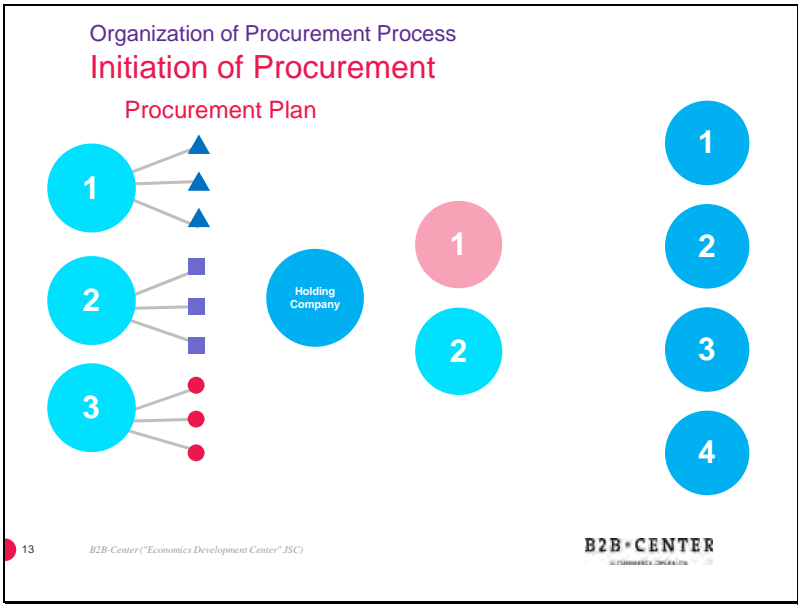 Organization of Procurement Process
Initiation of Procurement
Procurement Plan
1
2
3
Holding
Company
1
2
1
2
3
4
13
B2B-Center ("Economics Development Center" JSC)
B2B-CENTER